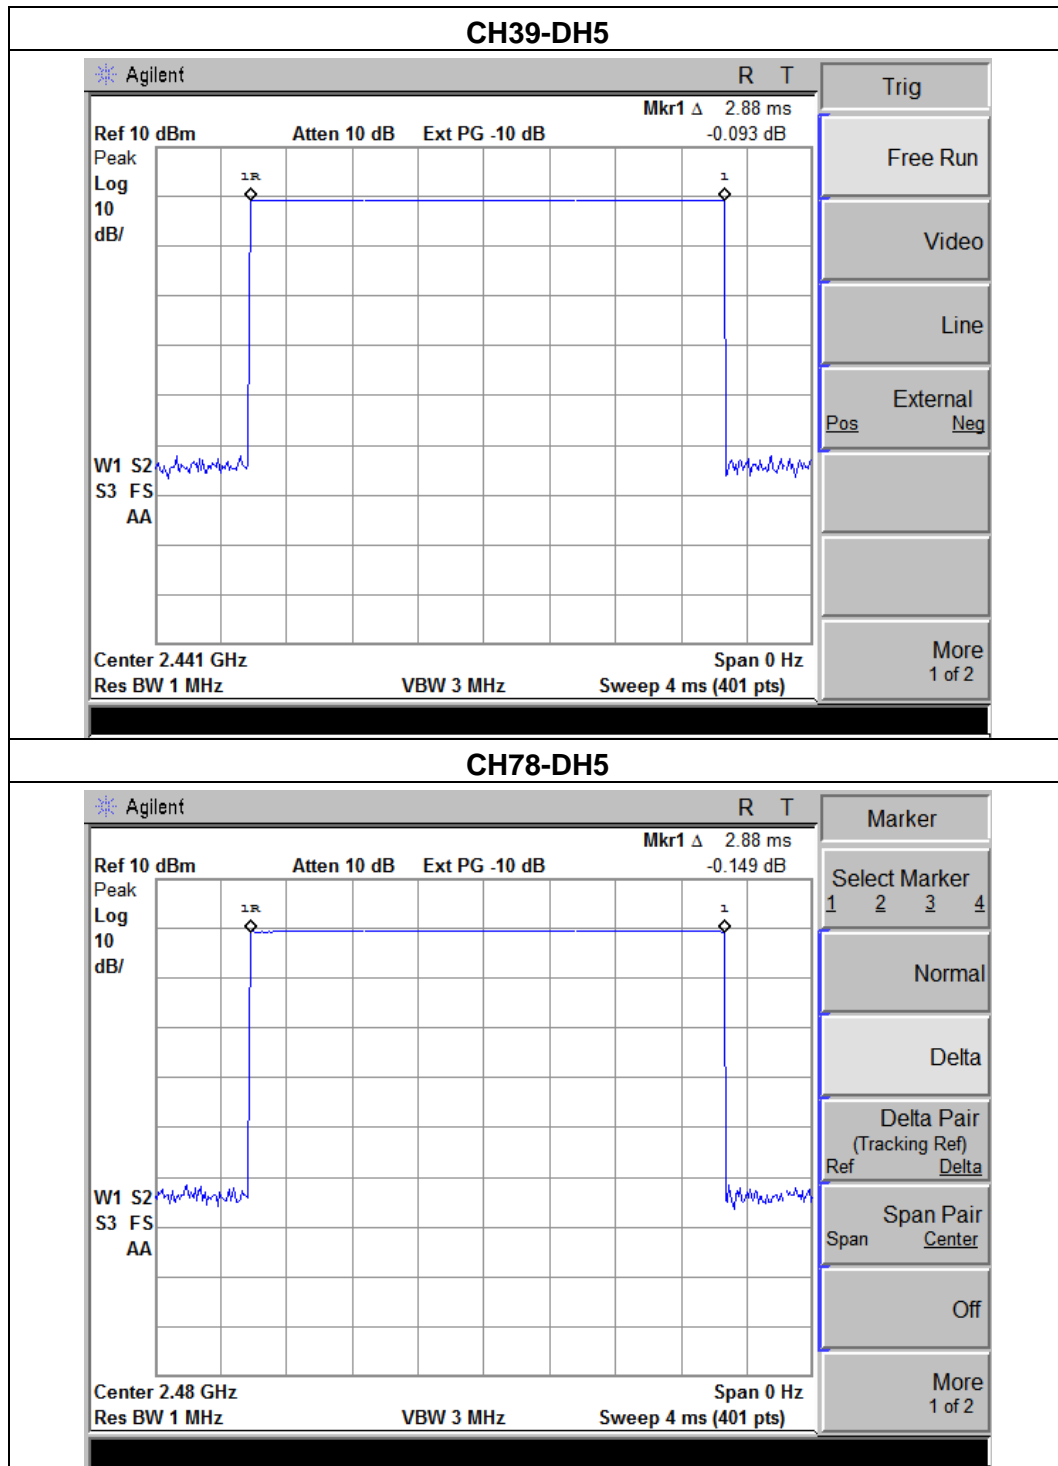 CH39-DH5
Agilent R T
Mkr1 Δ 2.88 ms
Ref 10 dBm Atten 10 dB Ext PG -10 dB -0.093 dB
Peak
Log
10
dB/
1R 1
W1 S2
S3 FS
AA
Center 2.441 GHz Span 0 Hz
Res BW 1 MHz VBW 3 MHz Sweep 4 ms (401 pts)
Trig
Free Run
Video
Line
External
Pos Neg
More
1 of 2
CH78-DH5
Agilent R T
Mkr1 Δ 2.88 ms
Ref 10 dBm Atten 10 dB Ext PG -10 dB -0.149 dB
Peak
Log
10
dB/
1R 1
W1 S2
S3 FS
AA
Center 2.48 GHz Span 0 Hz
Res BW 1 MHz VBW 3 MHz Sweep 4 ms (401 pts)
Marker
Select Marker
1 2 3 4
Normal
Delta
Delta Pair
(Tracking Ref)
Ref Delta
Span Pair
Span Center
Off
More
1 of 2